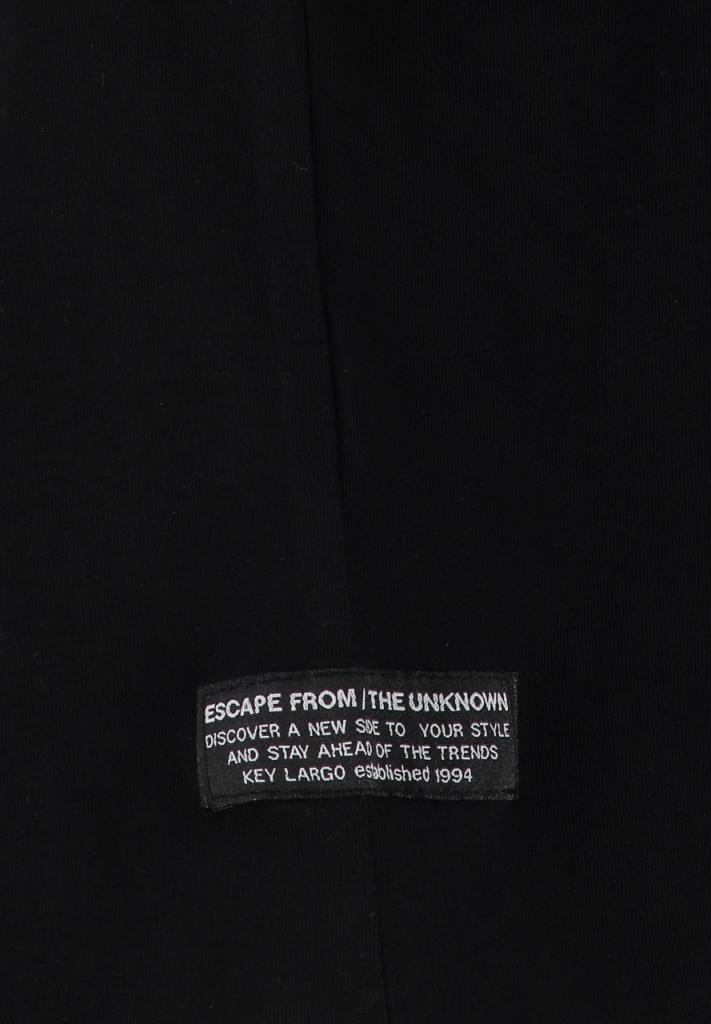 ESCAPE FROM / THE UNKNOWN
DISCOVER A NEW SIDE TO YOUR STYLE
AND STAY AHEAD OF THE TRENDS
KEY LARGO established 1994